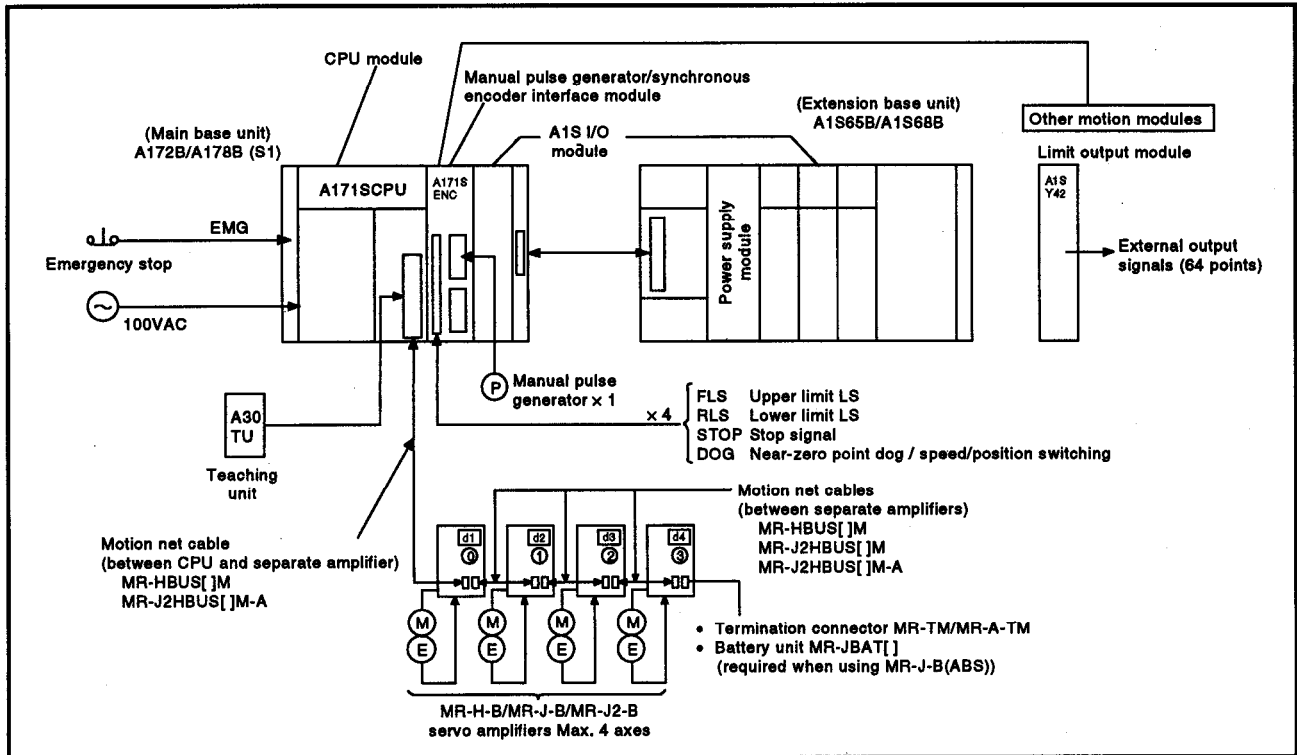 CPU module
Manual pulse generator/synchronous
encoder interface module
(Main base unit)
A172B/A178B (S1)
A1S I/O
module
(Extension base unit)
A1S65B/A1S68B
Other motion modules
Limit output module
A171SCPU
A171S
ENC
Power supply
module
A1S
Y42
EMG
Emergency stop
External output
signals (64 points)
100VAC
P
Manual pulse
generator × 1
A30
TU
Teaching
unit
× 4
FLS Upper limit LS
RLS Lower limit LS
STOP Stop signal
DOG Near-zero point dog / speed/position switching
Motion net cables
(between separate amplifiers)
MR-HBUS[ ]M
MR-J2HBUS[ ]M
MR-J2HBUS[ ]M-A
Motion net cable
(between CPU and separate amplifier)
MR-HBUS[ ]M
MR-J2HBUS[ ]M-A
d1 d2 d3 d4
0 1 2 3
M M M M
E E E E
• Termination connector MR-TM/MR-A-TM
• Battery unit MR-JBAT[ ]
(required when using MR-J-B(ABS))
MR-H-B/MR-J-B/MR-J2-B
servo amplifiers Max. 4 axes